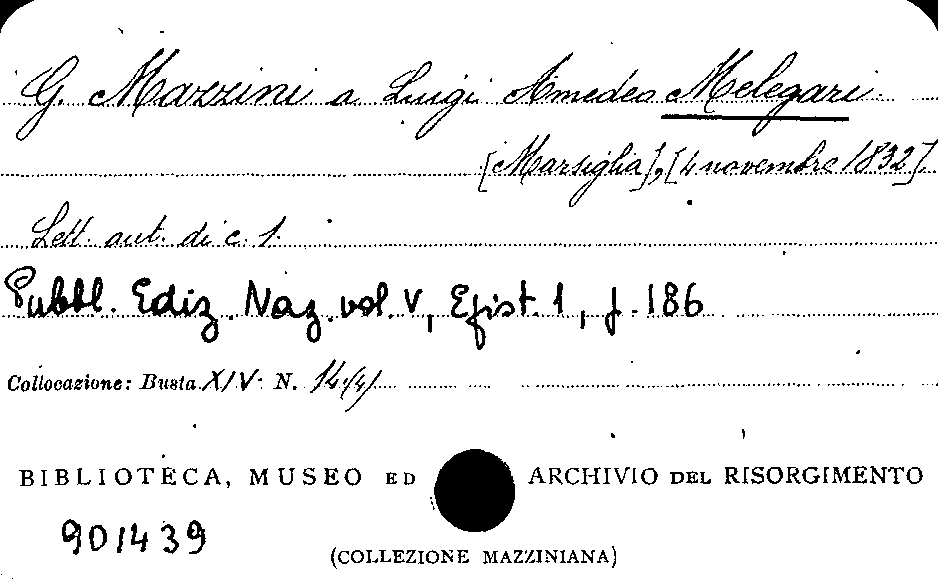 G. Mazzini a Luigi Amedeo Melegari.
[Marsiglia], [4 novembre 1832].
Lett. aut. di c. 1.
Pubbl. Ediz. Naz. vol. V, Epist. 1, p. 186
Collocazione: Busta XIV N. 14/4/
BIBLIOTECA, MUSEO ED ARCHIVIO DEL RISORGIMENTO
901439
(COLLEZIONE MAZZINIANA)